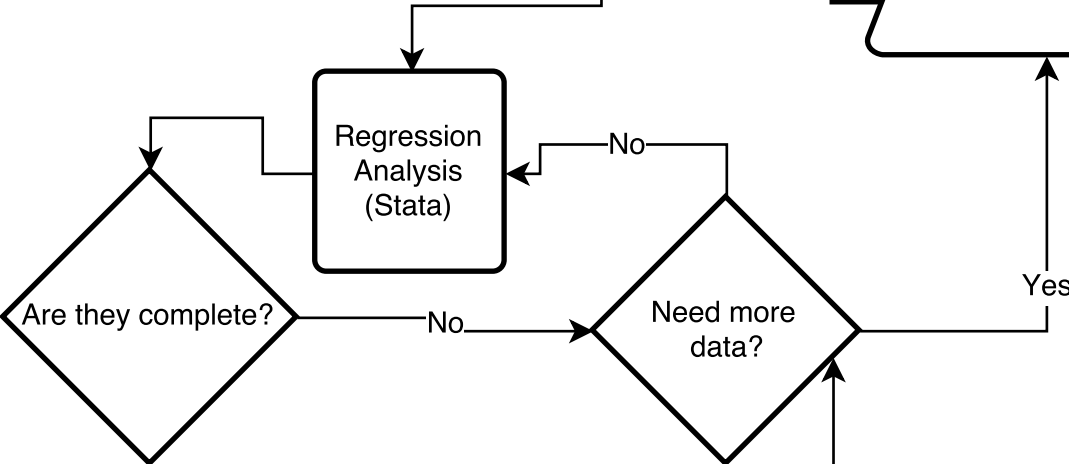 Regression
Analysis
(Stata)
No
Are they complete?
No
Need more
data?
Yes